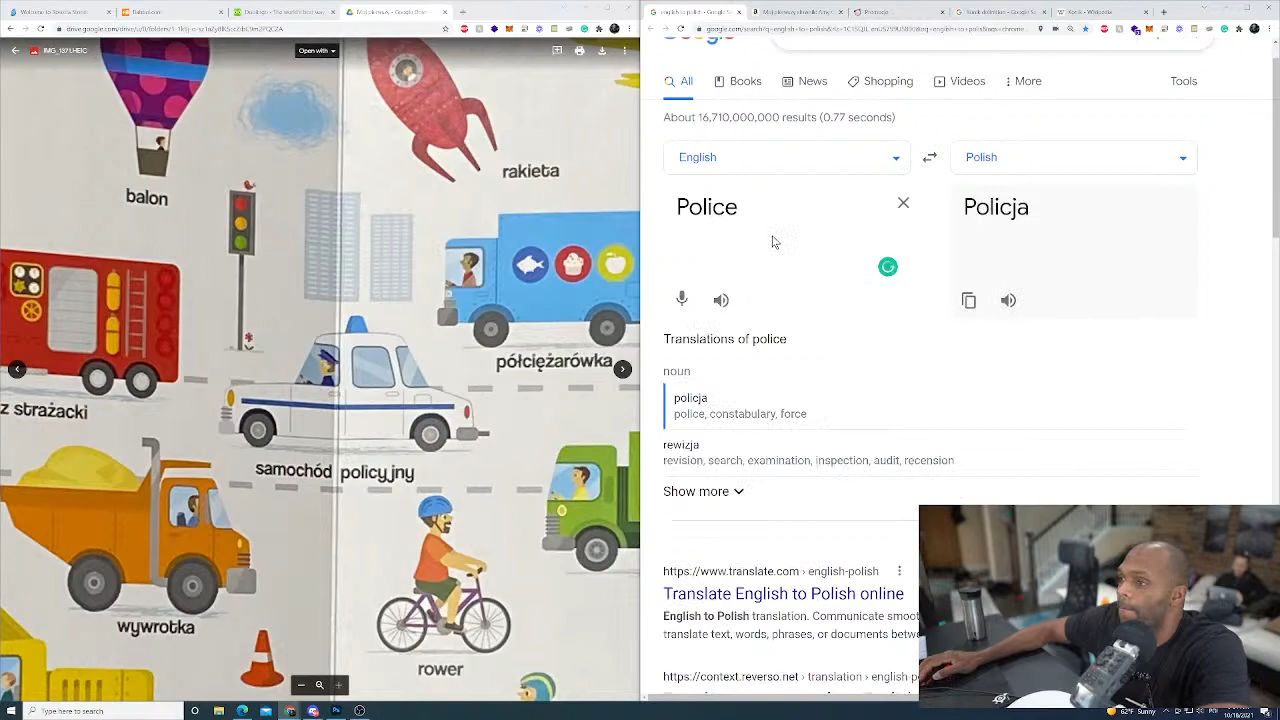 IMG_1371.HEIC
Open with
balon
rakieta
półciężarówka
z strażacki
samochód policyjny
wywrotka
rower
Type here to search
All
Books
News
Shopping
Videos
More
Tools
About 16,710,000,000 results (0.77 seconds)
English
Polish
Police
Policja
Translations of police
noun
policja
police, constabulary, force
rewizja
revision, search, examination, inspection, audit, recension
Show more
https://www.translate.com › english-polish
Translate English to Polish online
English to Polish translation. Communicate smoot
translate text, words, phrases, or documents betwe
https://context.reverso.net › translation › english-p